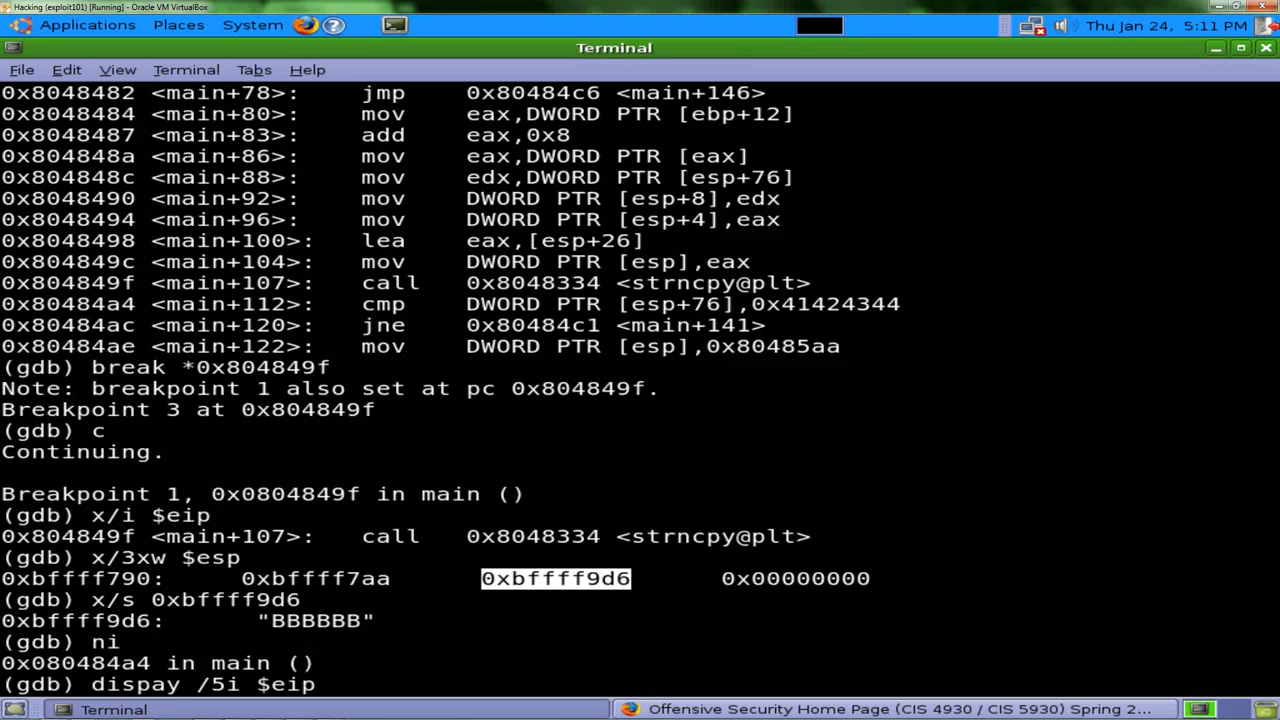 Hacking (exploit101) [Running] - Oracle VM VirtualBox
Applications Places System Thu Jan 24, 5:11 PM
Terminal
File Edit View Terminal Tabs Help
0x8048482 <main+78>: jmp 0x80484c6 <main+146>
0x8048484 <main+80>: mov eax,DWORD PTR [ebp+12]
0x8048487 <main+83>: add eax,0x8
0x804848a <main+86>: mov eax,DWORD PTR [eax]
0x804848c <main+88>: mov edx,DWORD PTR [esp+76]
0x8048490 <main+92>: mov DWORD PTR [esp+8],edx
0x8048494 <main+96>: mov DWORD PTR [esp+4],eax
0x8048498 <main+100>: lea eax,[esp+26]
0x804849c <main+104>: mov DWORD PTR [esp],eax
0x804849f <main+107>: call 0x8048334 <strncpy@plt>
0x80484a4 <main+112>: cmp DWORD PTR [esp+76],0x41424344
0x80484ac <main+120>: jne 0x80484c1 <main+141>
0x80484ae <main+122>: mov DWORD PTR [esp],0x80485aa
(gdb) break *0x804849f
Note: breakpoint 1 also set at pc 0x804849f.
Breakpoint 3 at 0x804849f
(gdb) c
Continuing.
Breakpoint 1, 0x0804849f in main ()
(gdb) x/i $eip
0x804849f <main+107>: call 0x8048334 <strncpy@plt>
(gdb) x/3xw $esp
0xbffff790: 0xbffff7aa 0xbffff9d6 0x00000000
(gdb) x/s 0xbffff9d6
0xbffff9d6: "BBBBBB"
(gdb) ni
0x080484a4 in main ()
(gdb) dispay /5i $eip
Terminal Offensive Security Home Page (CIS 4930 / CIS 5930) Spring 2...